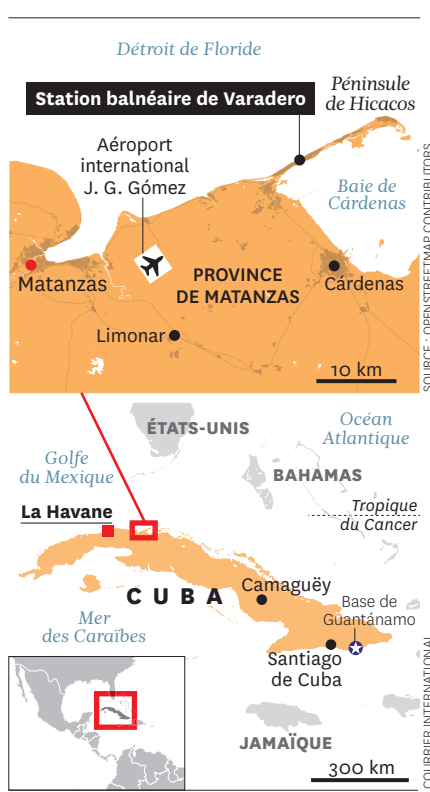 Détroit de Floride
Station balnéaire de Varadero
Péninsule
de Hicacos
Aéroport
international
J. G. Gómez
Baie de
Cárdenas
PROVINCE
DE MATANZAS
Matanzas
Cárdenas
Limonar
10 km
SOURCE : OPENSTREETMAP CONTRIBUTORS
ÉTATS-UNIS
Océan
Atlantique
Golfe
du Mexique
BAHAMAS
Tropique
du Cancer
La Havane
CUBA
Camagüëy
Base de
Guantánamo
Mer
des Caraïbes
Santiago
de Cuba
JAMAÏQUE
300 km
COURRIER INTERNATIONAL